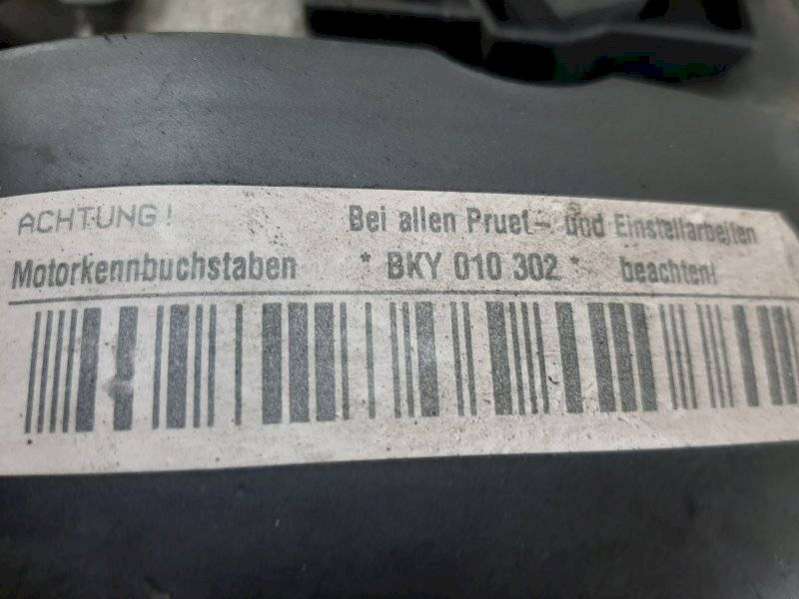 ACHTUNG! Bei allen Pruef- und Einstellarbeiten
Motorkennbuchstaben * BKY 010 302 * beachten!